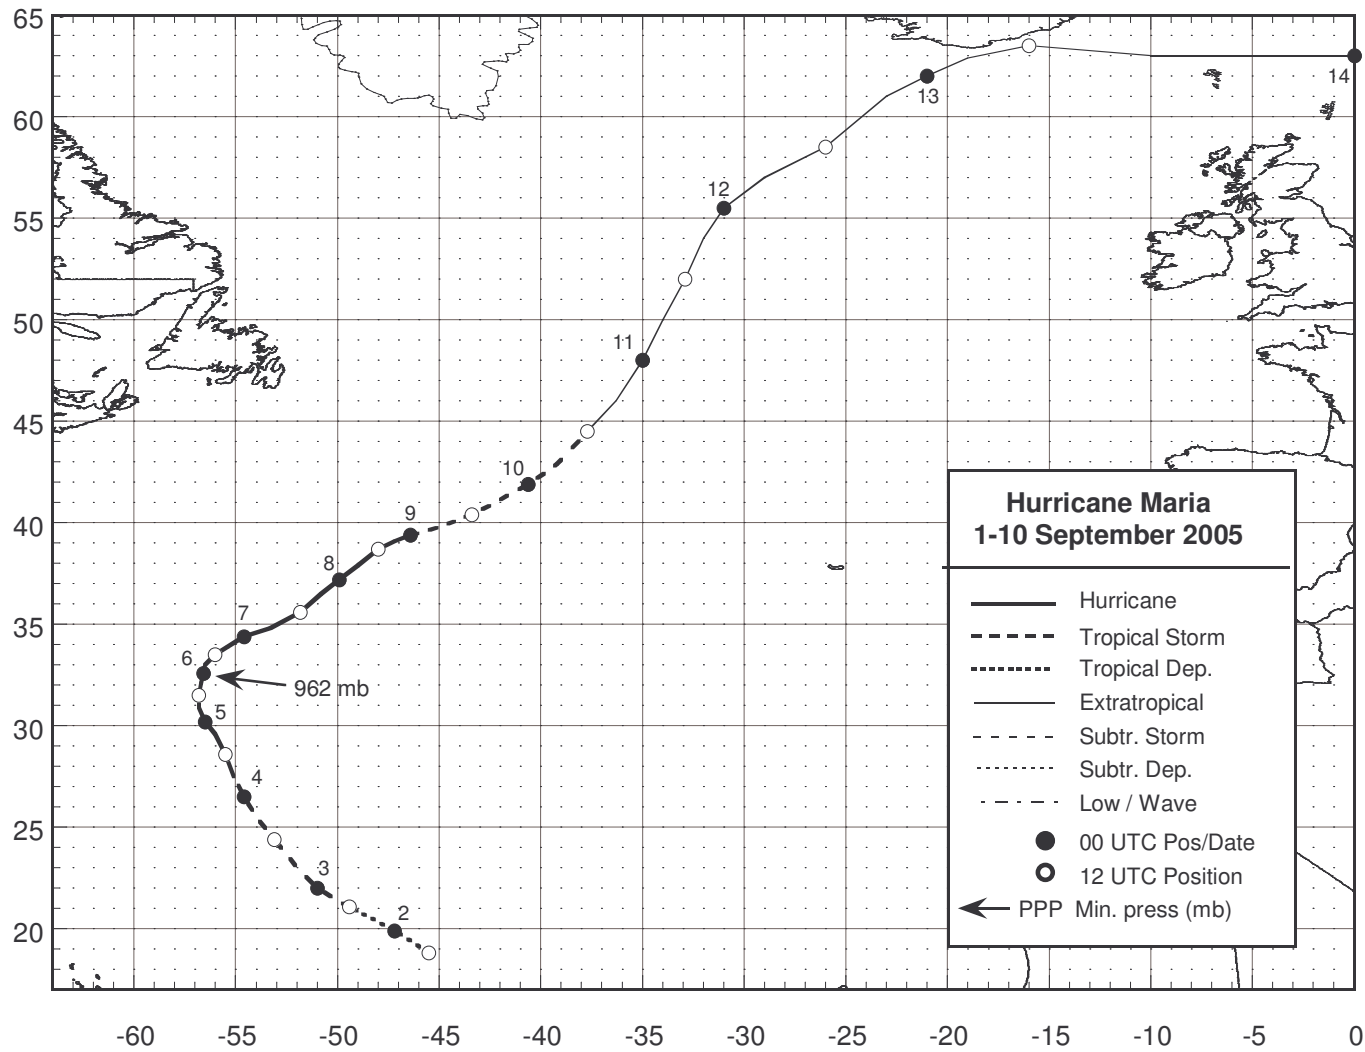 65
60
55
50
45
40
35
30
25
20
-60 -55 -50 -45 -40 -35 -30 -25 -20 -15 -10 -5 0
14
13
12
11
10
9
8
7
6
962 mb
5
4
3
2
Hurricane Maria
1-10 September 2005
Hurricane
Tropical Storm
Tropical Dep.
Extratropical
Subtr. Storm
Subtr. Dep.
Low / Wave
00 UTC Pos/Date
12 UTC Position
PPP Min. press (mb)